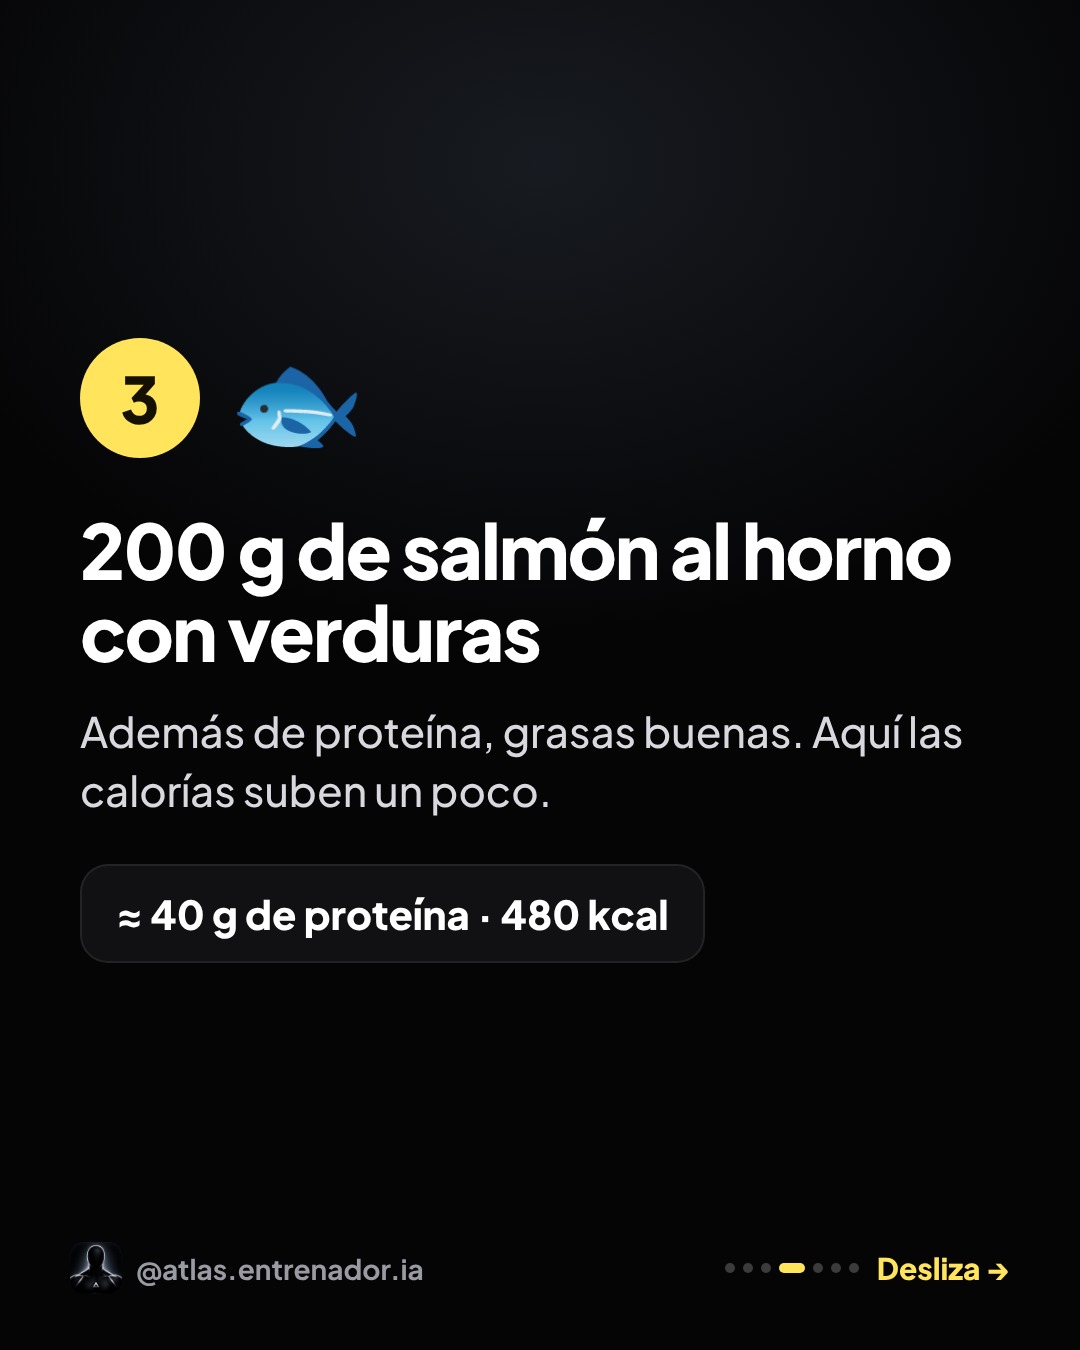 3
200 g de salmón al horno
con verduras
Además de proteína, grasas buenas. Aquí las
calorías suben un poco.
≈ 40 g de proteína · 480 kcal
@atlas.entrenador.ia
Desliza →